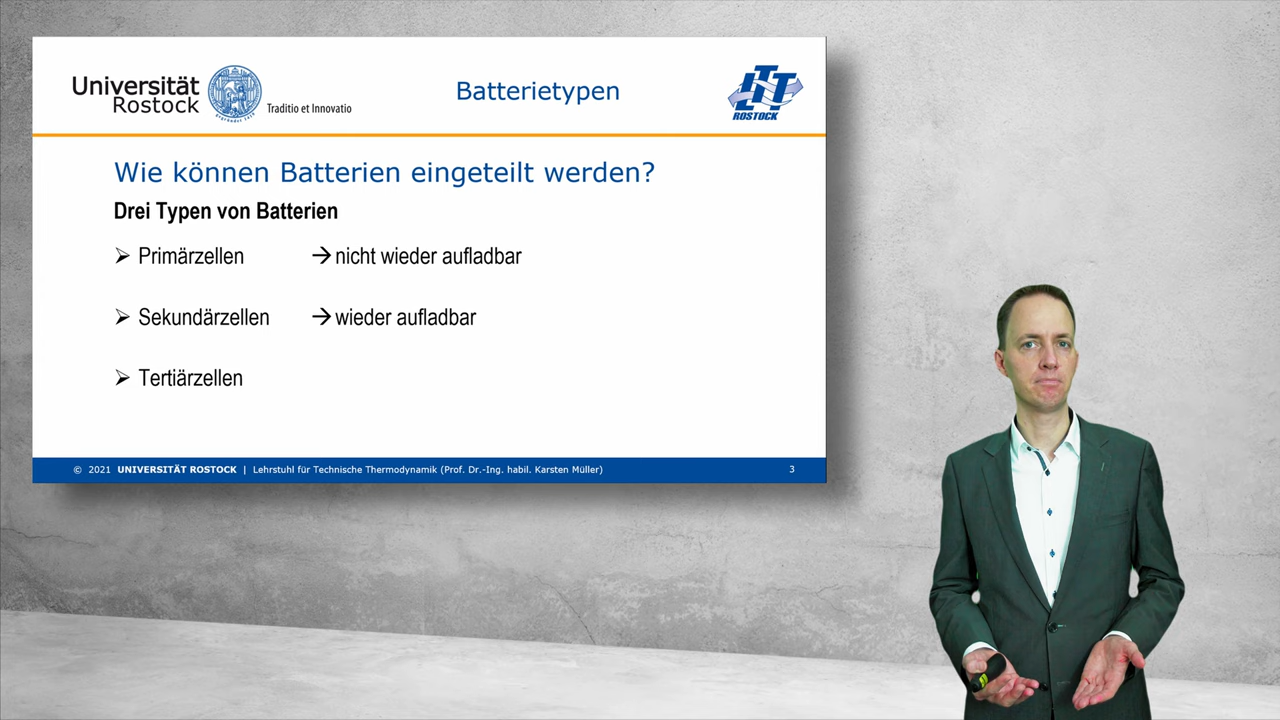 Universität
Rostock
Traditio et Innovatio
Batterietypen
LTT
ROSTOCK
Wie können Batterien eingeteilt werden?
Drei Typen von Batterien
➢ Primärzellen → nicht wieder aufladbar
➢ Sekundärzellen → wieder aufladbar
➢ Tertiärzellen
© 2021 UNIVERSITÄT ROSTOCK | Lehrstuhl für Technische Thermodynamik (Prof. Dr.-Ing. habil. Karsten Müller) 3